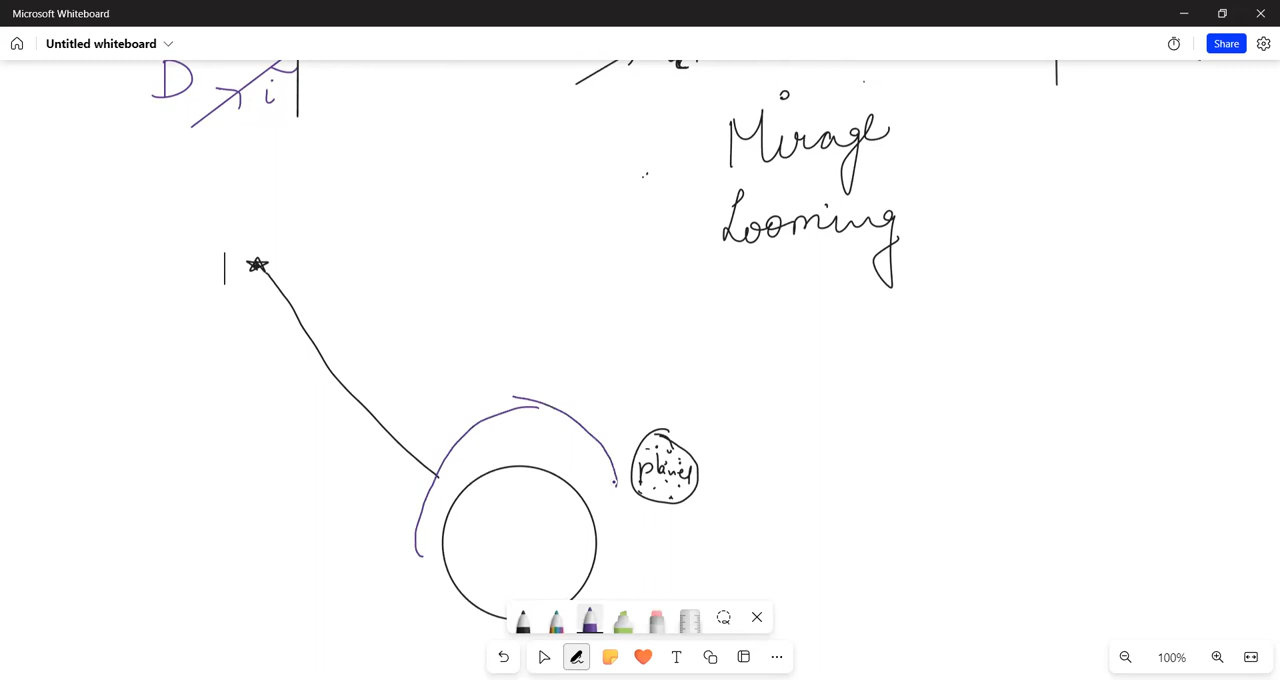 Microsoft Whiteboard
Untitled whiteboard
Share
D
i
Mirage
Looming
planet
100%